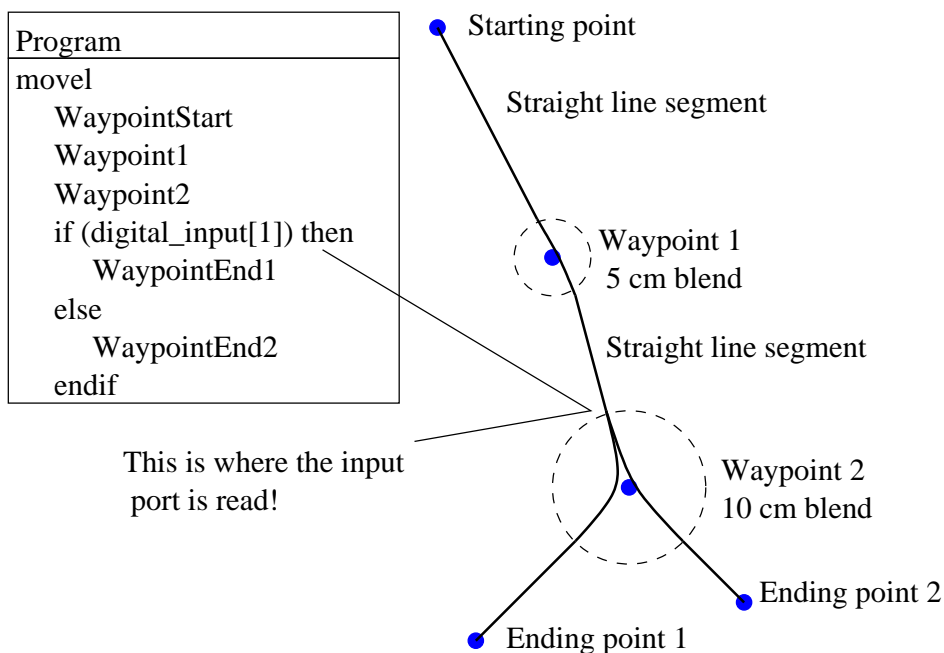 Program
movel
WaypointStart
Waypoint1
Waypoint2
if (digital_input[1]) then
WaypointEnd1
else
WaypointEnd2
endif
Starting point
Straight line segment
Waypoint 1
5 cm blend
Straight line segment
This is where the input
port is read!
Waypoint 2
10 cm blend
Ending point 2
Ending point 1